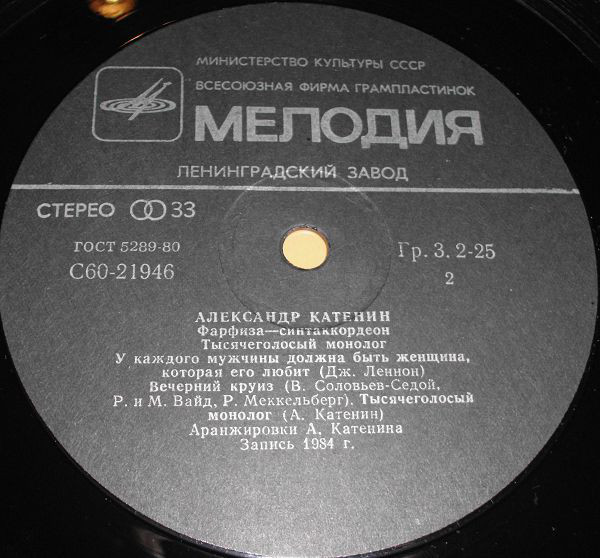 МИНИСТЕРСТВО КУЛЬТУРЫ СССР
ВСЕСОЮЗНАЯ ФИРМА ГРАМПЛАСТИНОК
МЕЛОДИЯ
ЛЕНИНГРАДСКИЙ ЗАВОД
СТЕРЕО 33
ГОСТ 5289-80
С60-21946
Гр. 3. 2-25
2
АЛЕКСАНДР КАТЕНИН
Фарфиза—синтаккордеон
Тысячеголосый монолог
У каждого мужчины должна быть женщина,
которая его любит (Дж. Леннон)
Вечерний круиз (В. Соловьев-Седой,
Р. и М. Вайд, Р. Меккельберг). Тысячеголосый
монолог (А. Катенин)
Аранжировки А. Катенина
Запись 1984 г.